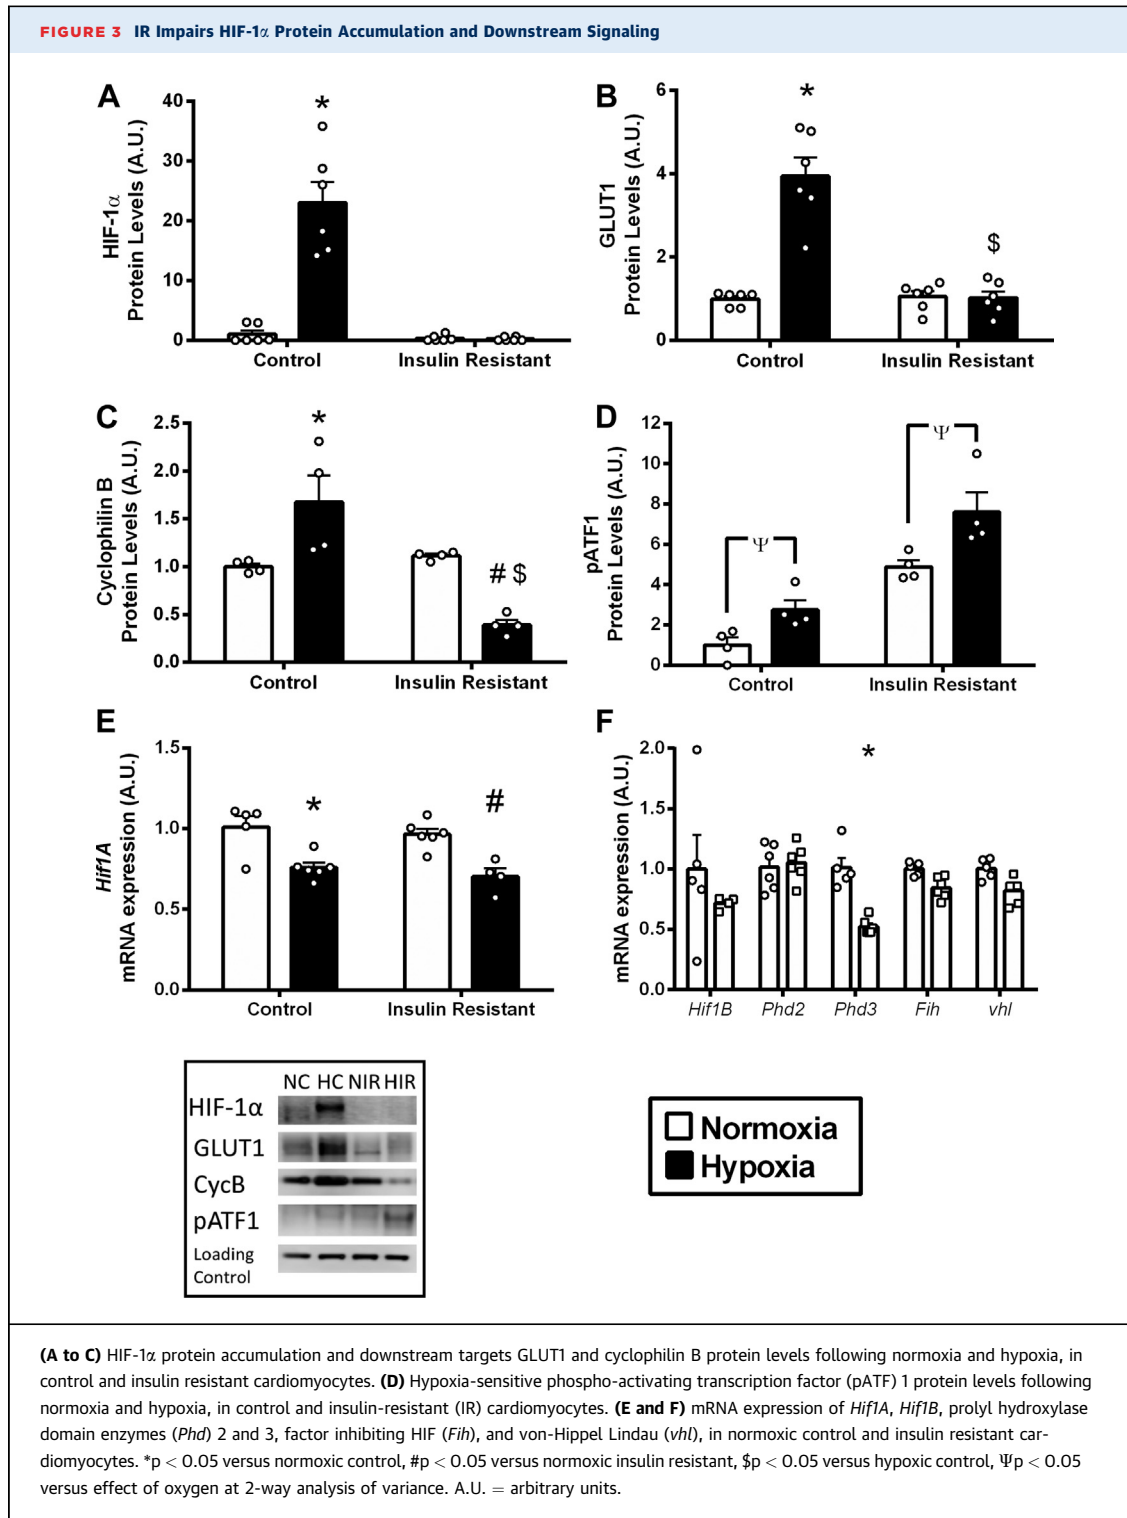 FIGURE 3 IR Impairs HIF-1α Protein Accumulation and Downstream Signaling
A
HIF-1α
Protein Levels (A.U.)
40
30
20
10
0
*
Control
Insulin Resistant
B
GLUT1
Protein Levels (A.U.)
6
4
2
0
*
$
Control
Insulin Resistant
C
Cyclophilin B
Protein Levels (A.U.)
2.5
2.0
1.5
1.0
0.5
0.0
*
# $
Control
Insulin Resistant
D
pATF1
Protein Levels (A.U.)
12
10
8
6
4
2
0
Ψ
Ψ
Control
Insulin Resistant
E
Hif1A
mRNA expression (A.U.)
1.5
1.0
0.5
0.0
*
#
Control
Insulin Resistant
F
mRNA expression (A.U.)
2.0
1.5
1.0
0.5
0.0
*
Hif1B Phd2 Phd3 Fih vhl
NC HC NIR HIR
HIF-1α
GLUT1
CycB
pATF1
Loading
Control
Normoxia
Hypoxia
(A to C) HIF-1α protein accumulation and downstream targets GLUT1 and cyclophilin B protein levels following normoxia and hypoxia, in
control and insulin resistant cardiomyocytes. (D) Hypoxia-sensitive phospho-activating transcription factor (pATF) 1 protein levels following
normoxia and hypoxia, in control and insulin-resistant (IR) cardiomyocytes. (E and F) mRNA expression of Hif1A, Hif1B, prolyl hydroxylase
domain enzymes (Phd) 2 and 3, factor inhibiting HIF (Fih), and von-Hippel Lindau (vhl), in normoxic control and insulin resistant car-
diomyocytes. *p < 0.05 versus normoxic control, #p < 0.05 versus normoxic insulin resistant, $p < 0.05 versus hypoxic control, Ψp < 0.05
versus effect of oxygen at 2-way analysis of variance. A.U. = arbitrary units.